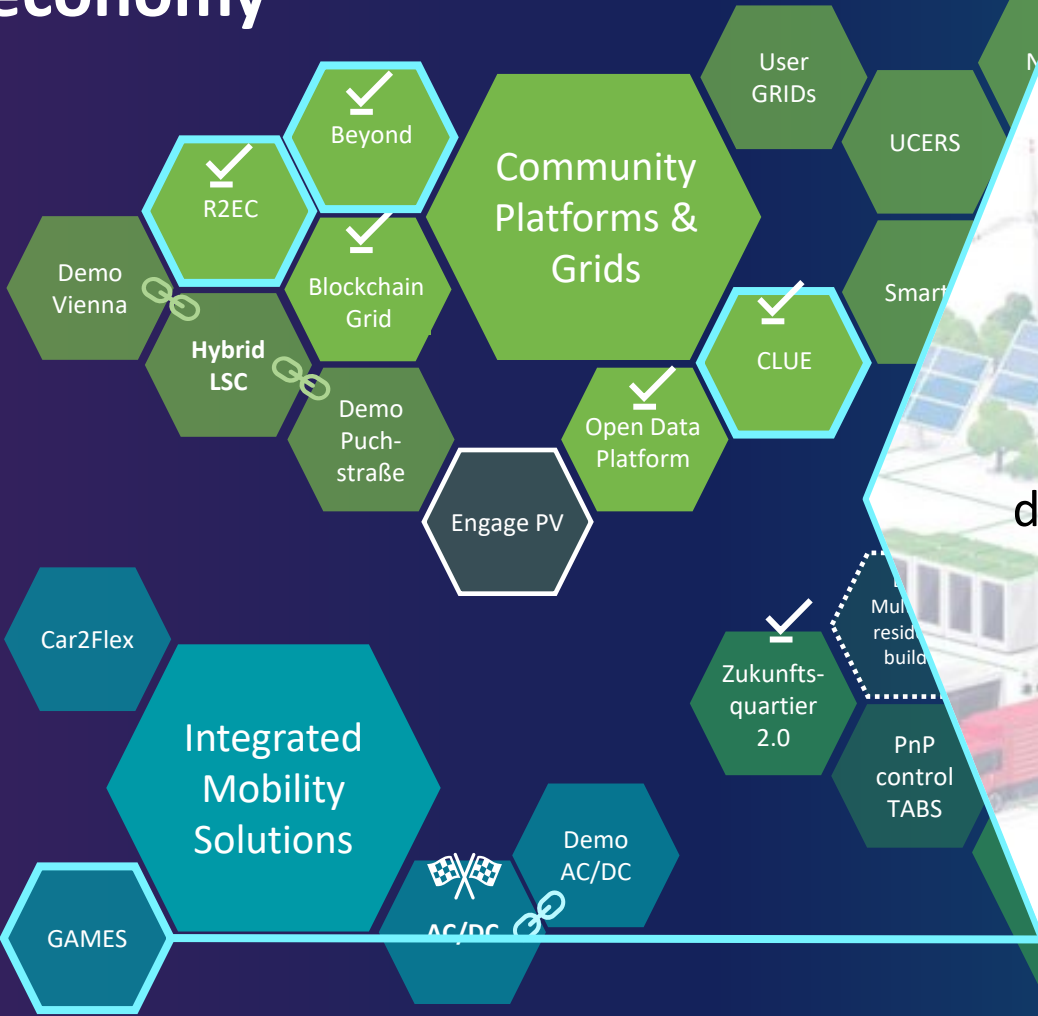 economy
User
GRIDs
UCERS
Beyond
R2EC
Community
Platforms &
Grids
Demo
Vienna
Blockchain
Grid
Smart
Hybrid
LSC
CLUE
Demo
Puch-
straße
Open Data
Platform
Engage PV
Car2Flex
Zukunfts-
quartier
2.0
PnP
control
TABS
Integrated
Mobility
Solutions
Demo
AC/DC
AC/DC
GAMES